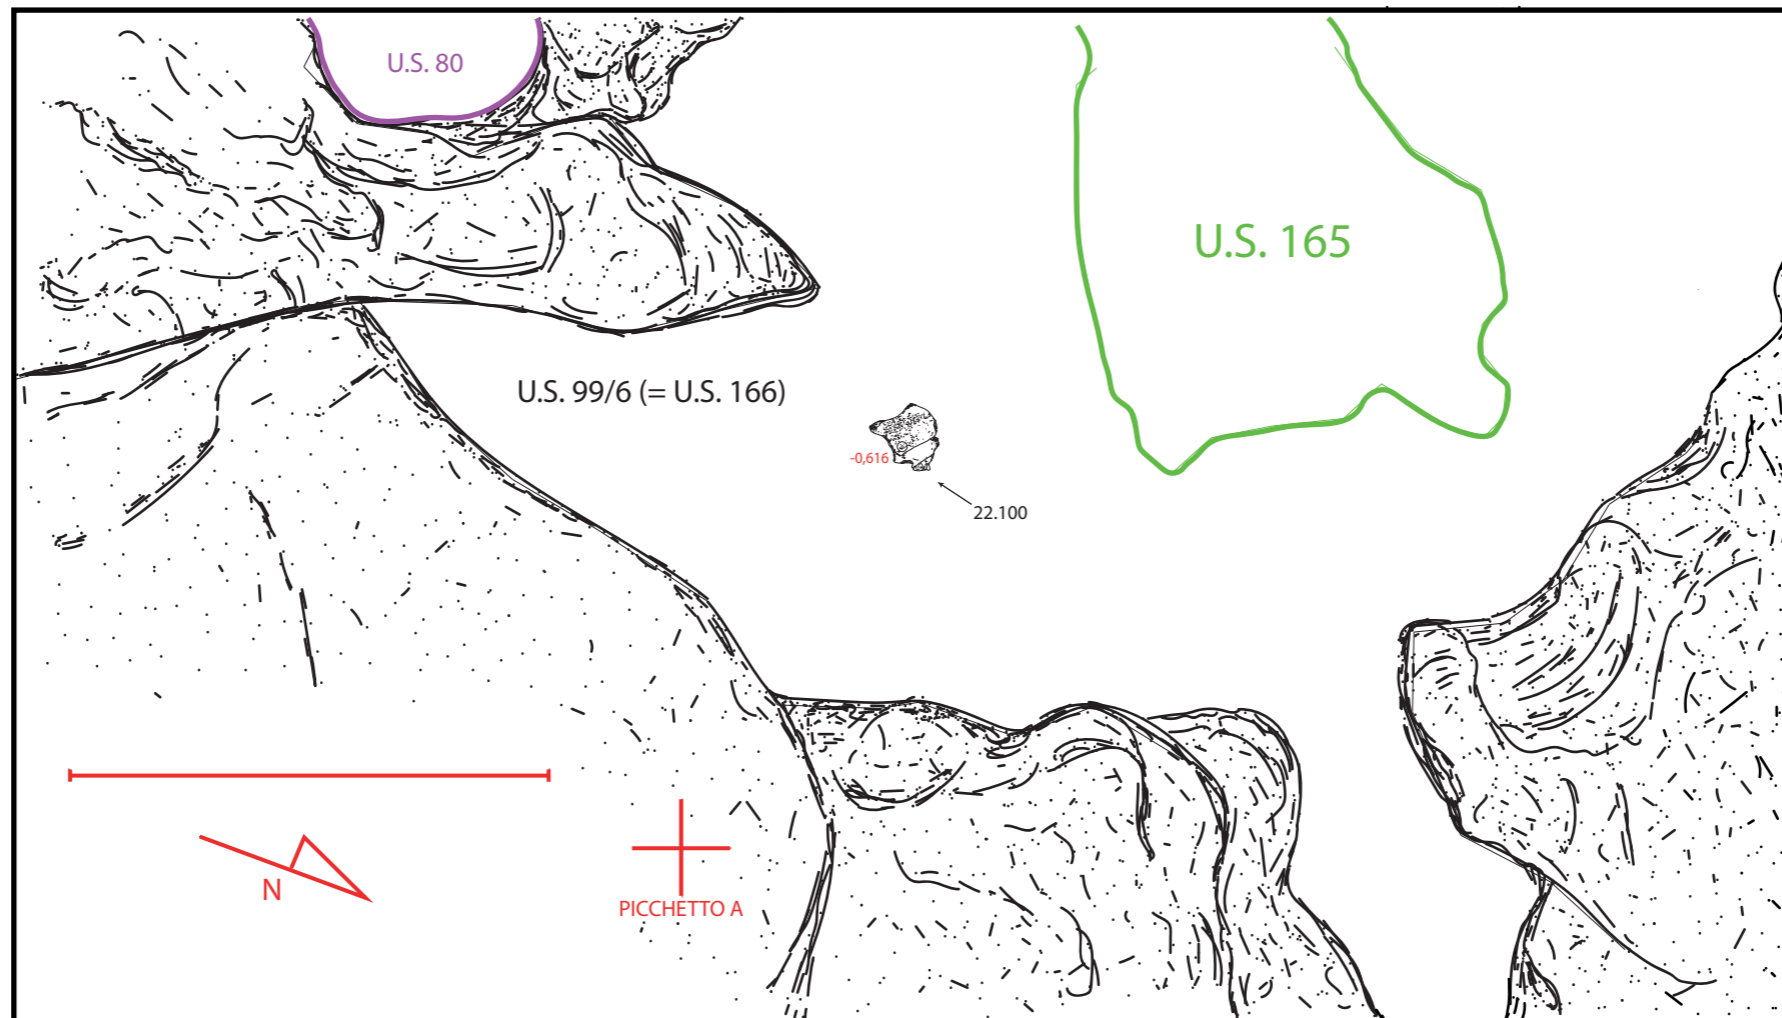 U.S. 80
U.S. 165
U.S. 99/6 (= U.S. 166)
-0,616
22.100
N
PICCHETTO A